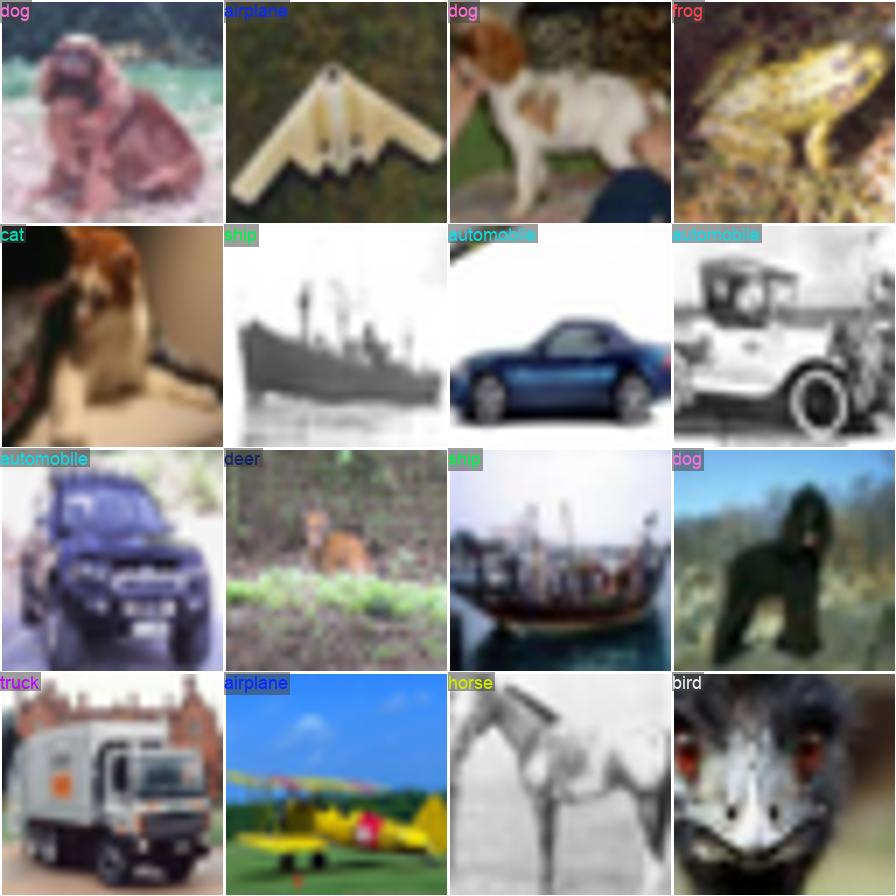 dog
airplane
dog
frog
cat
ship
automobile
automobile
automobile
deer
ship
dog
truck
airplane
horse
bird